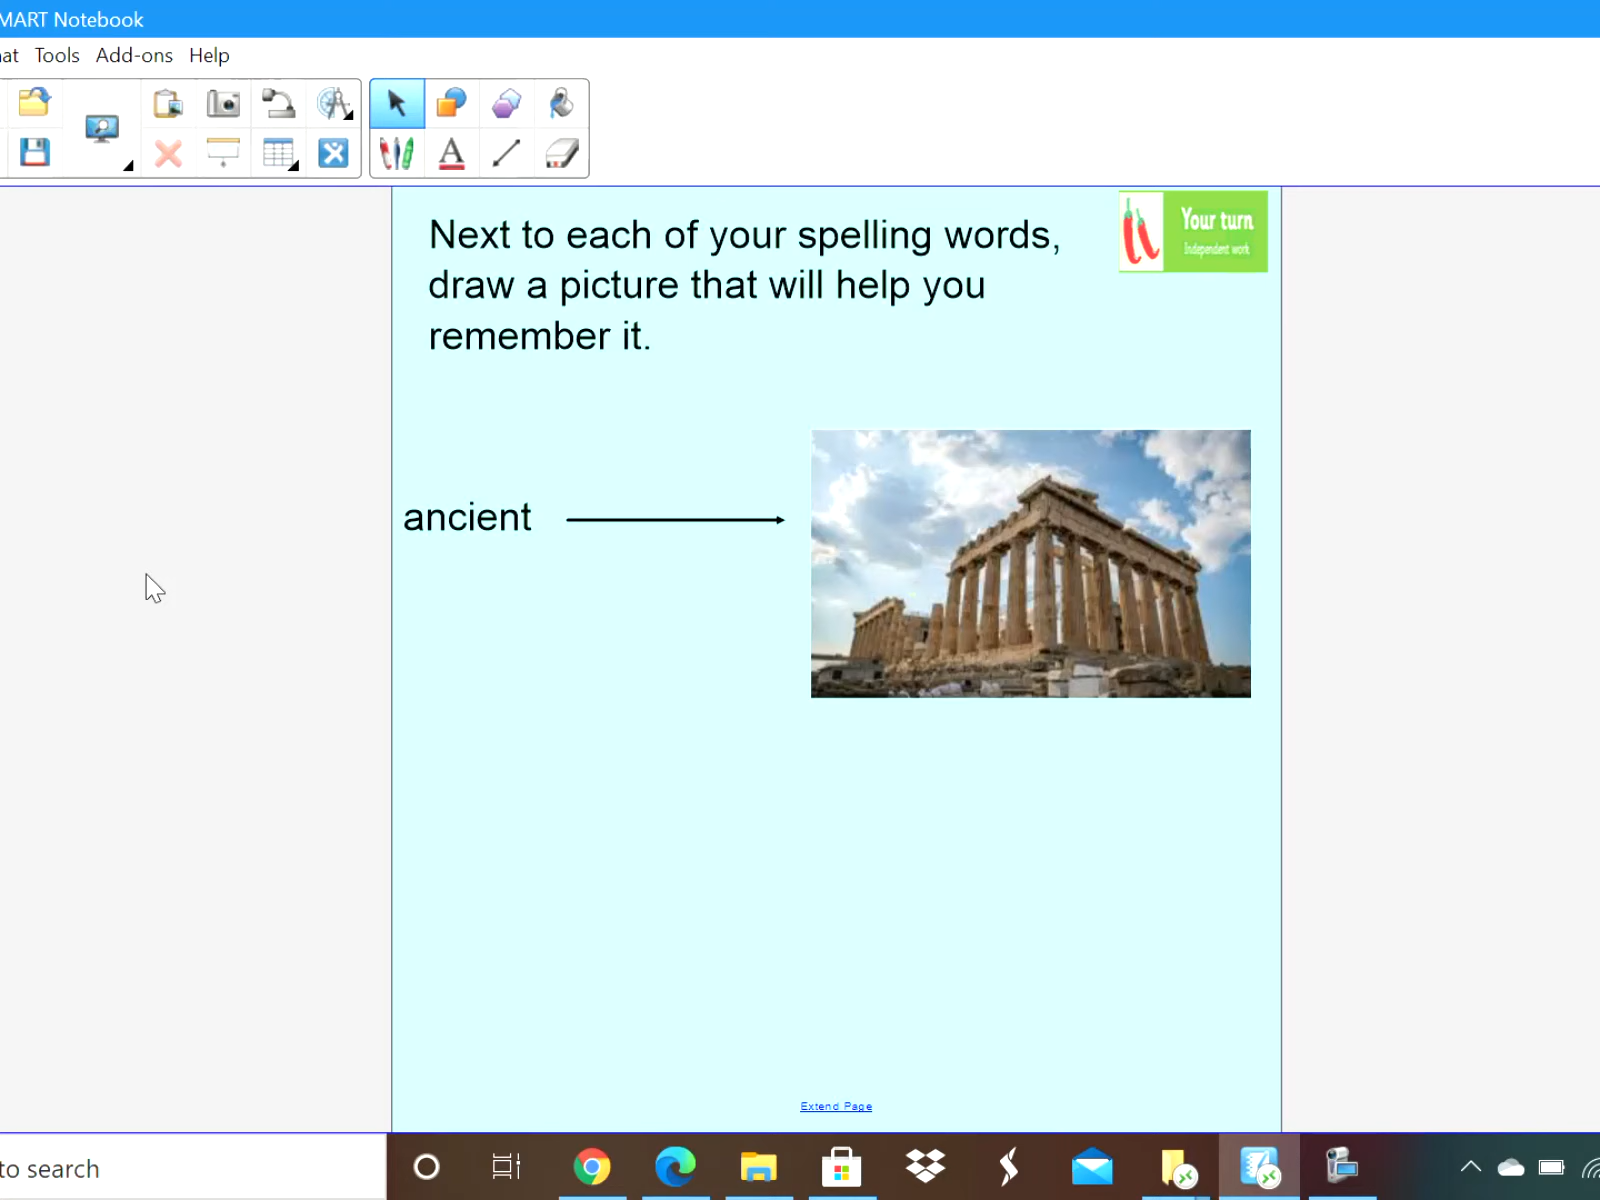 MART Notebook
at Tools Add-ons Help
Next to each of your spelling words,
draw a picture that will help you
remember it.
Your turn
Independent work
ancient
Extend Page
to search